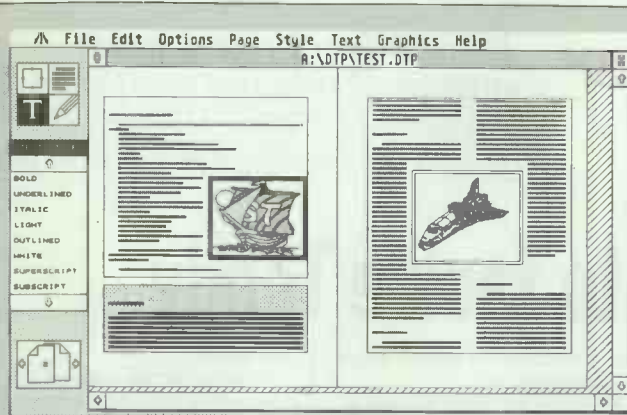 File Edit Options Page Style Text Graphics Help
A:\DTP\TEST.DTP
T
BOLD
UNDERLINED
ITALIC
LIGHT
OUTLINED
WHITE
SUPERSCRIPT
SUBSCRIPT
ST